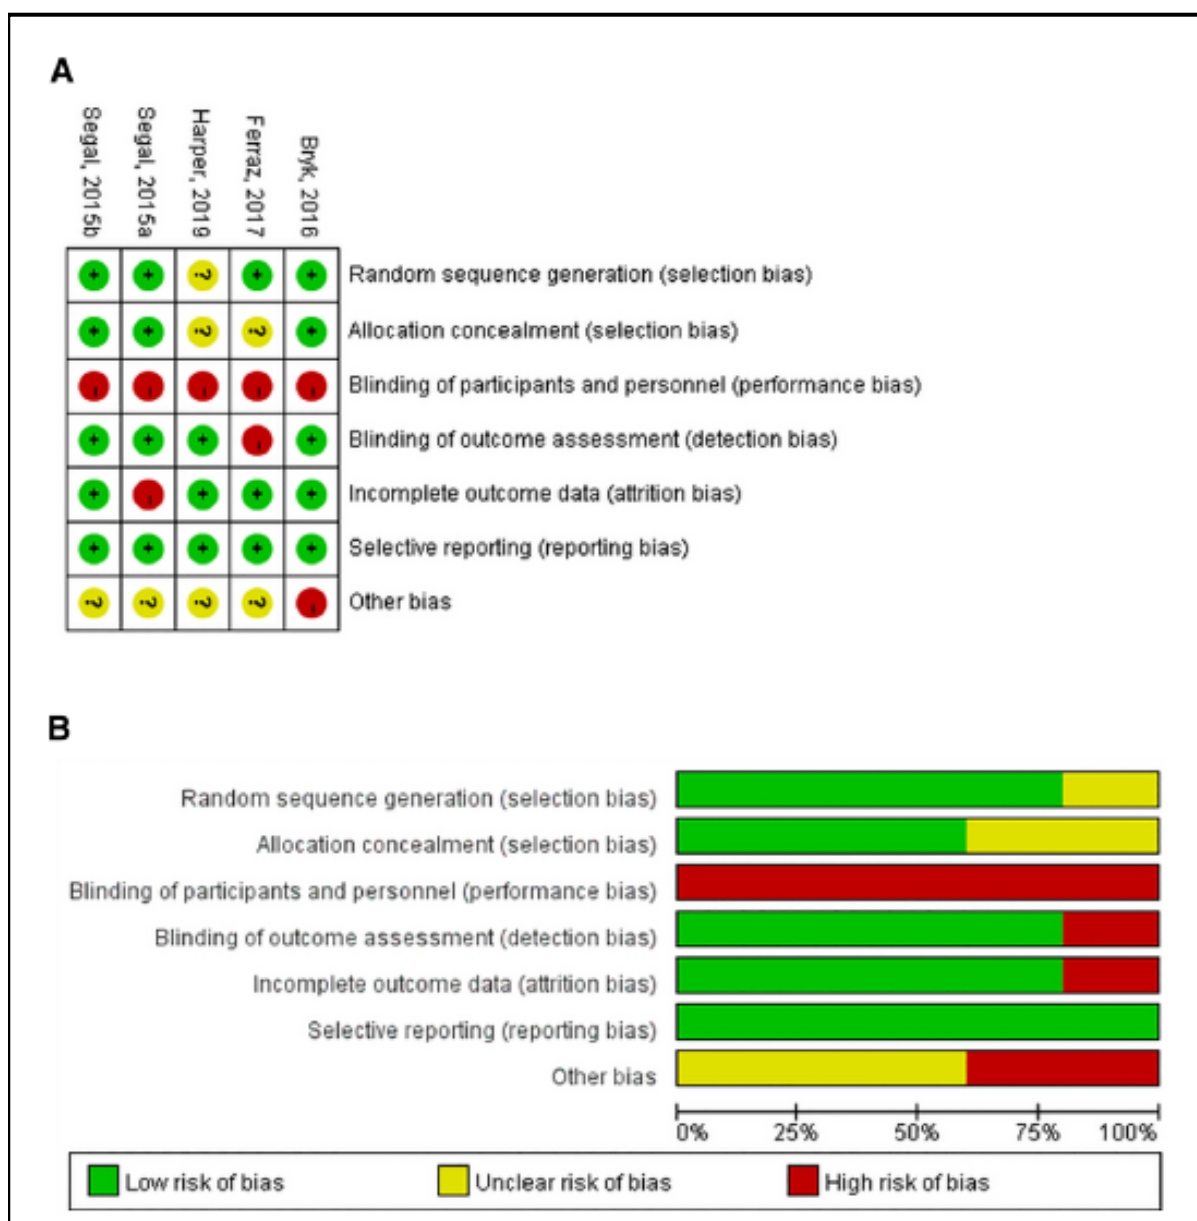 A
Segal, 2015b
Segal, 2015a
Harper, 2019
Ferraz, 2017
Bryk, 2016
+ + ? + + Random sequence generation (selection bias)
+ + ? ? + Allocation concealment (selection bias)
- - - - - Blinding of participants and personnel (performance bias)
+ + + - + Blinding of outcome assessment (detection bias)
+ - + + + Incomplete outcome data (attrition bias)
+ + + + + Selective reporting (reporting bias)
? ? ? ? - Other bias
B
Random sequence generation (selection bias)
Allocation concealment (selection bias)
Blinding of participants and personnel (performance bias)
Blinding of outcome assessment (detection bias)
Incomplete outcome data (attrition bias)
Selective reporting (reporting bias)
Other bias
0% 25% 50% 75% 100%
Low risk of bias Unclear risk of bias High risk of bias